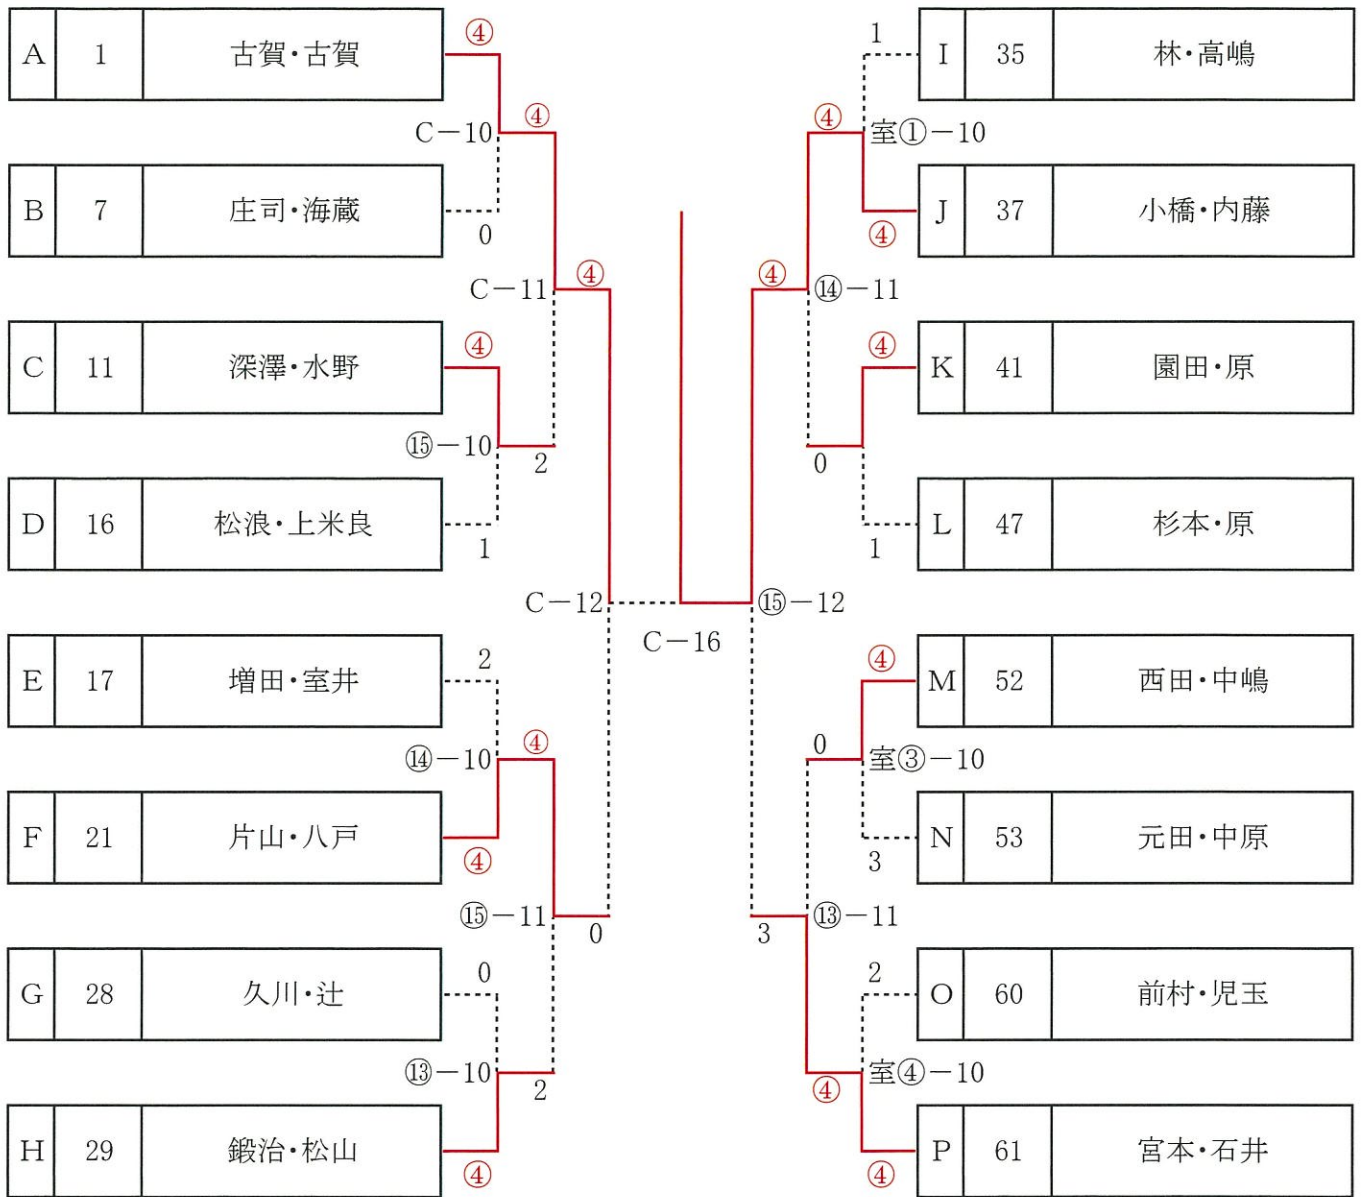 A 1 古賀・古賀 ④
C－10 ④
B 7 庄司・海蔵 0
C－11 ④
C 11 深澤・水野 ④
⑮－10 2
D 16 松浪・上米良 1
C－12
E 17 増田・室井 2
⑭－10 ④
F 21 片山・八戸 ④
⑮－11 0
G 28 久川・辻 0
⑬－10 2
H 29 鍛治・松山 ④
C－16
1 I 35 林・高嶋
④ 室①－10
④ J 37 小橋・内藤
④ ⑭－11
④ K 41 園田・原
0
1 L 47 杉本・原
⑮－12
④ M 52 西田・中嶋
0 室③－10
3 N 53 元田・中原
3 ⑬－11
2 O 60 前村・児玉
④ 室④－10
④ P 61 宮本・石井